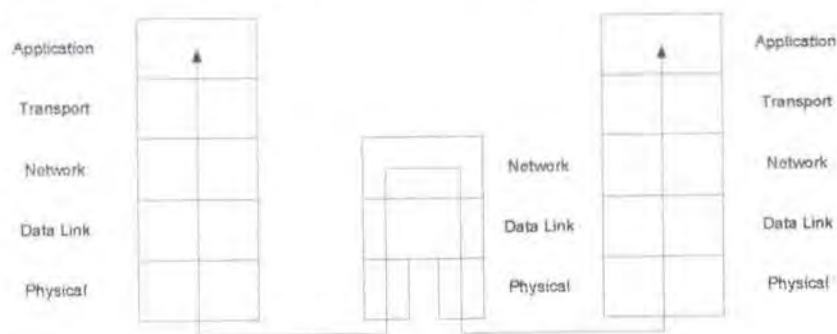 Application
Transport
Network
Data Link
Physical
Network
Data Link
Physical
Application
Transport
Network
Data Link
Physical